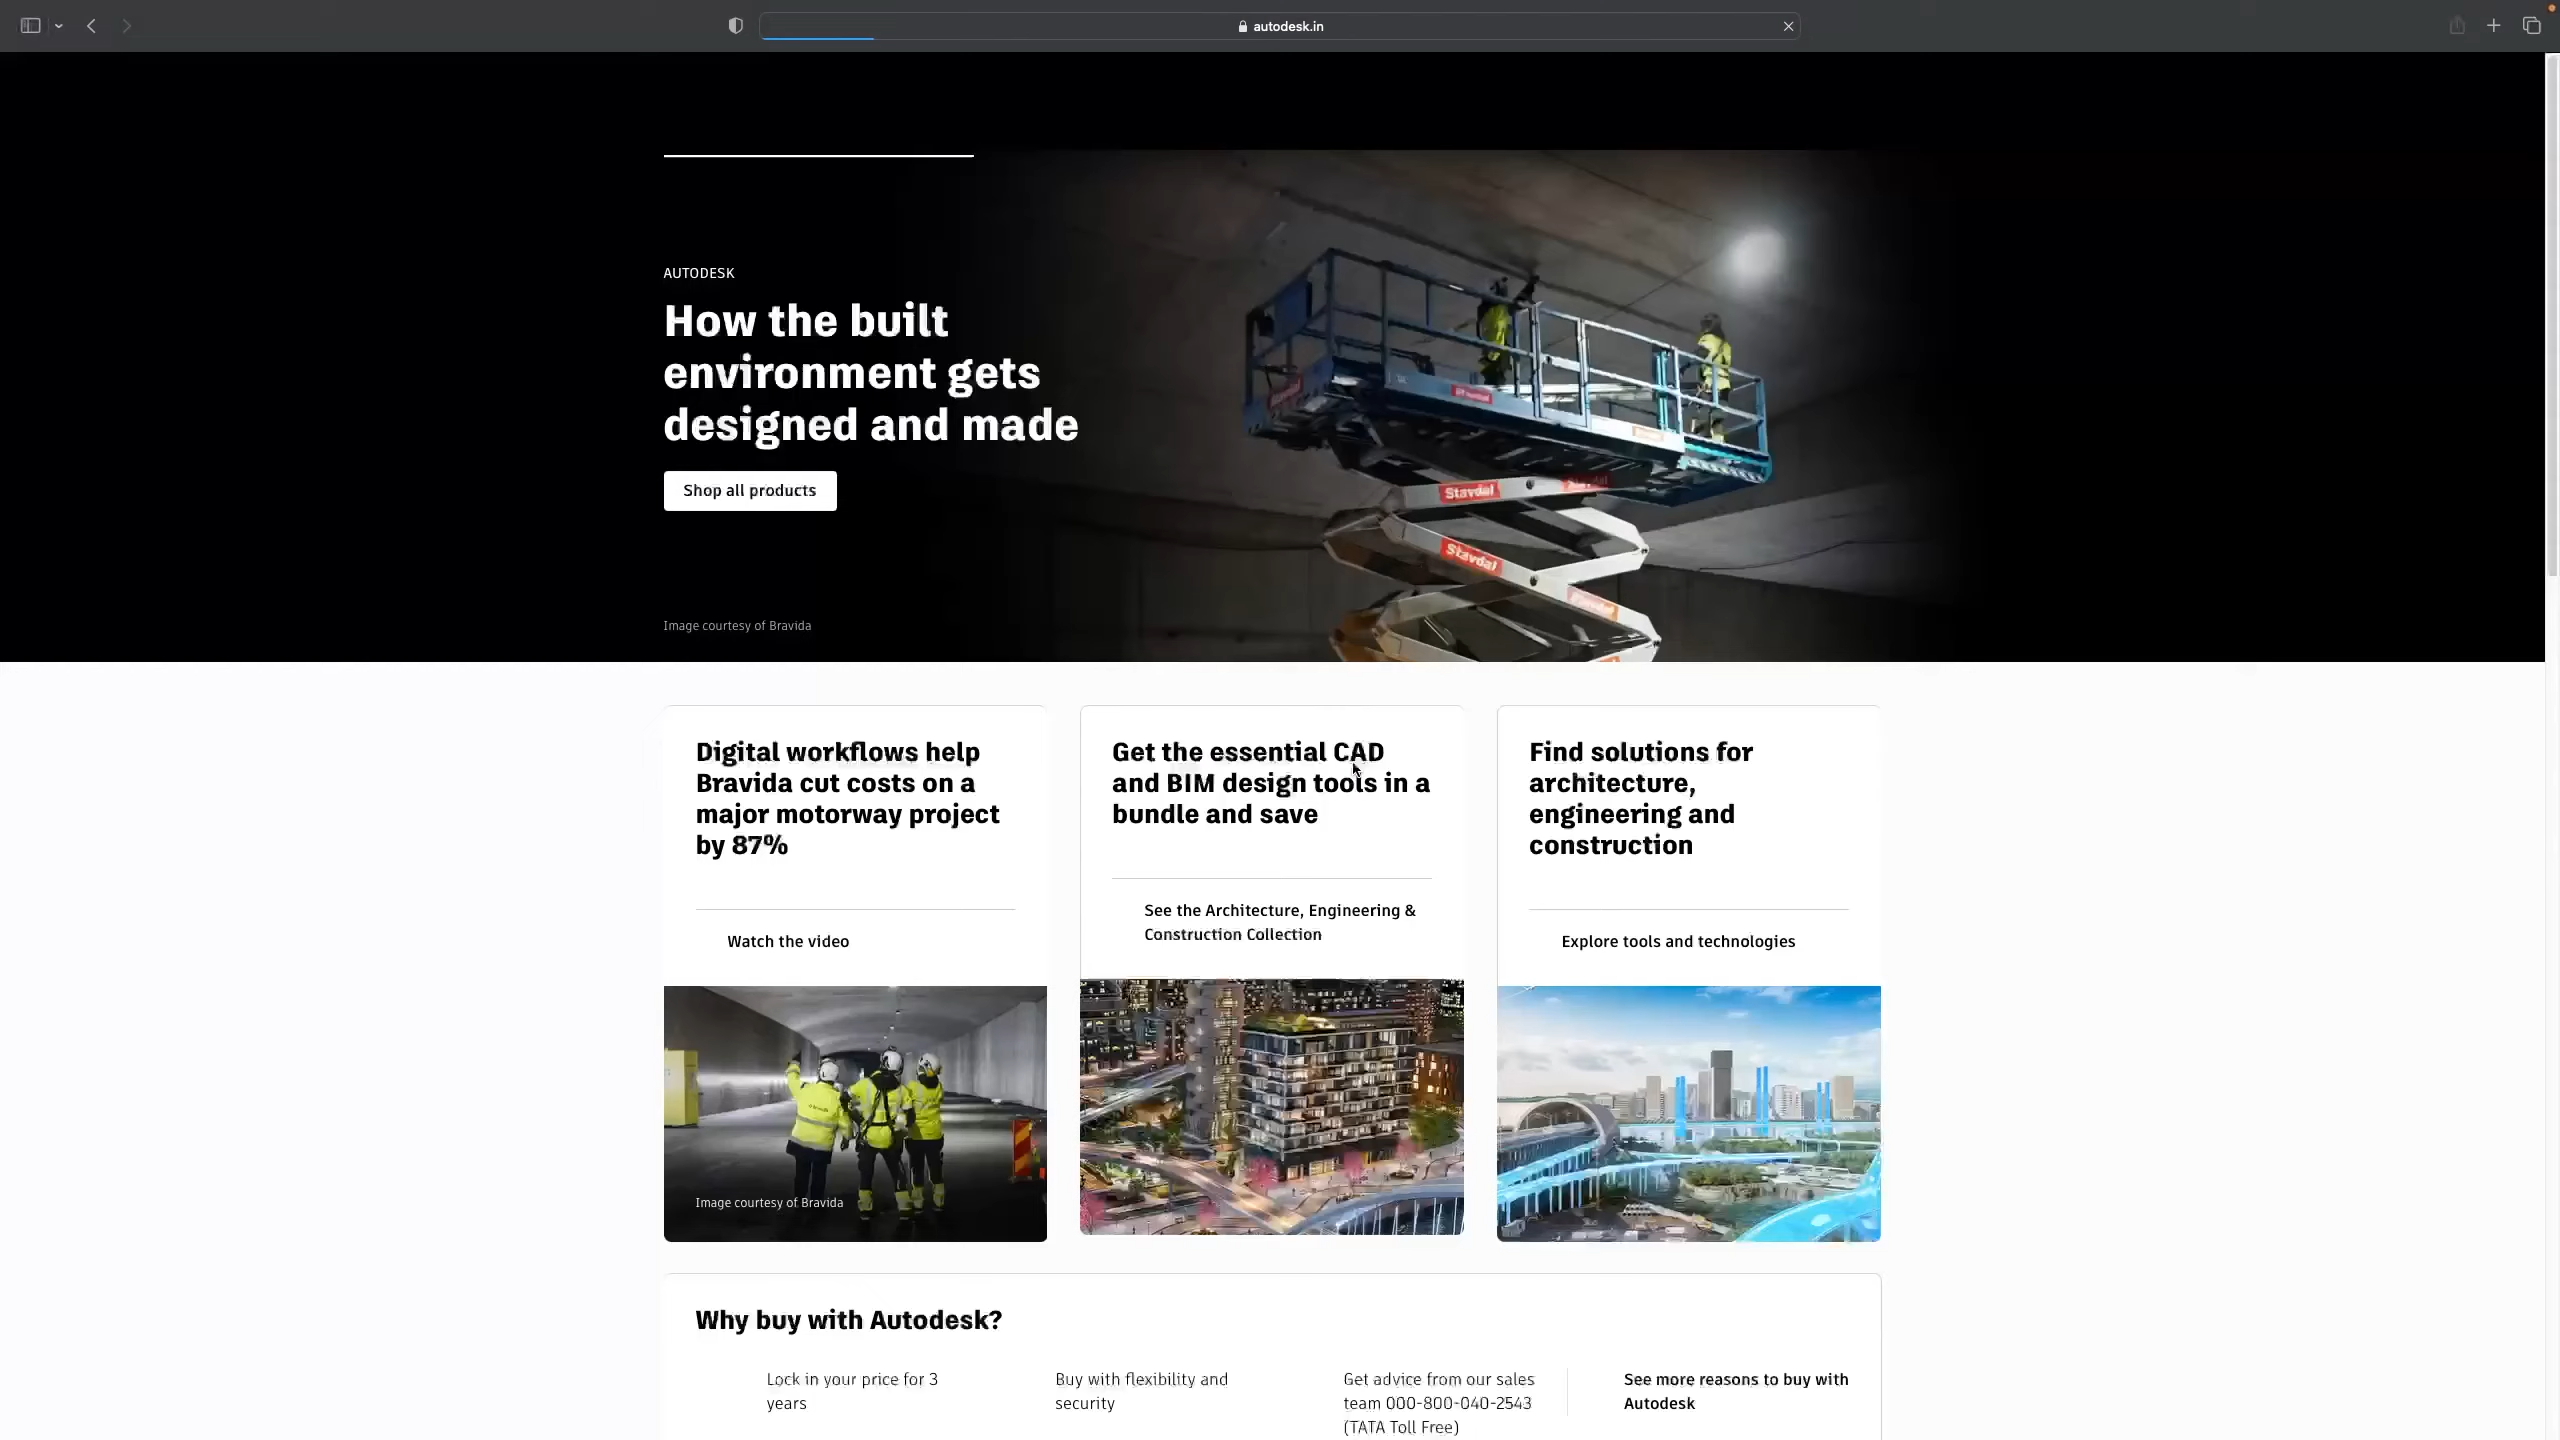 autodesk.in
AUTODESK
How the built
environment gets
designed and made
Shop all products
Stavdal
Stavdal
Stavdal
Image courtesy of Bravida
Digital workflows help
Bravida cut costs on a
major motorway project
by 87%
Watch the video
Image courtesy of Bravida
Get the essential CAD
and BIM design tools in a
bundle and save
See the Architecture, Engineering &
Construction Collection
Find solutions for
architecture,
engineering and
construction
Explore tools and technologies
Why buy with Autodesk?
Lock in your price for 3
years
Buy with flexibility and
security
Get advice from our sales
team 000-800-040-2543
(TATA Toll Free)
See more reasons to buy with
Autodesk